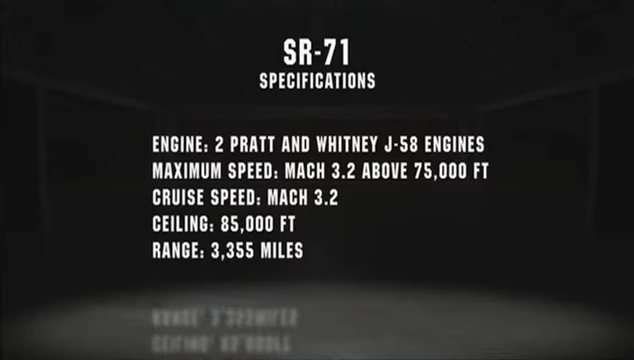 SR-71
SPECIFICATIONS
ENGINE: 2 PRATT AND WHITNEY J-58 ENGINES
MAXIMUM SPEED: MACH 3.2 ABOVE 75,000 FT
CRUISE SPEED: MACH 3.2
CEILING: 85,000 FT
RANGE: 3,355 MILES